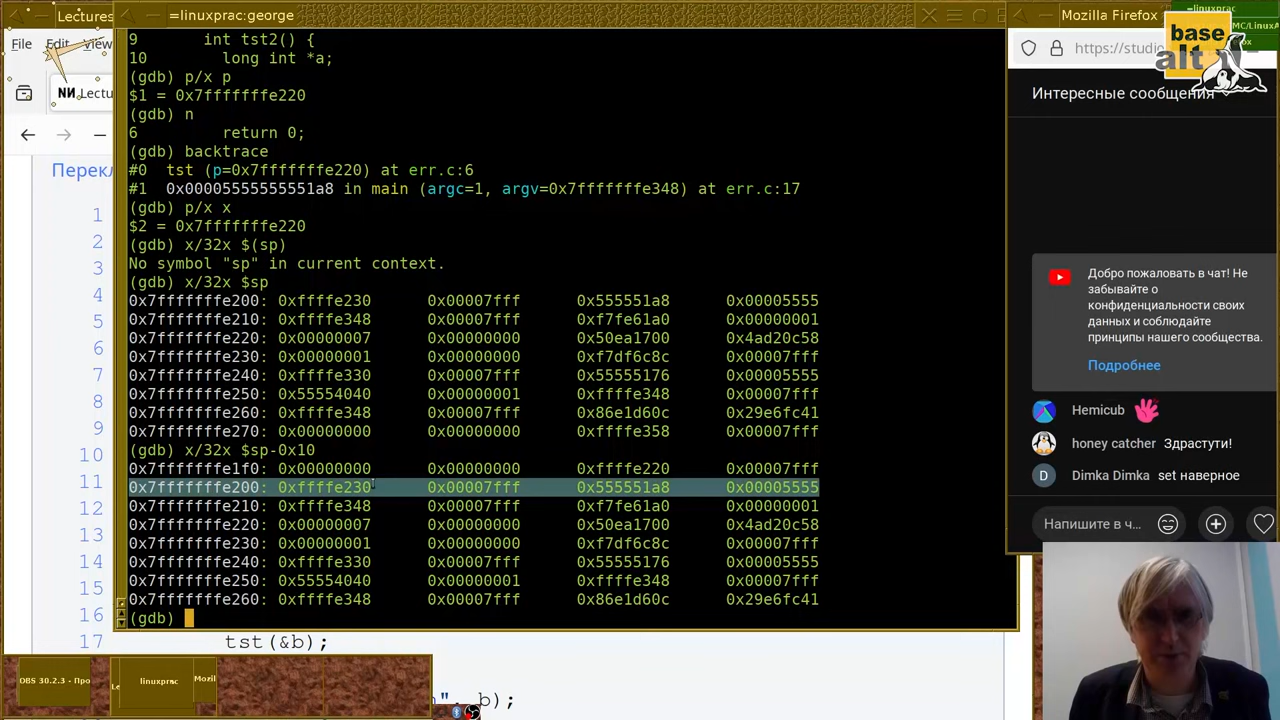 Lectures
=linuxprac:george
Mozilla Firefox
=linuxprac
File Edit View
https://studio
base
alt
Lectu
Интересные сообщения
Перекл
9 int tst2() {
10 long int *a;
(gdb) p/x p
$1 = 0x7fffffffe220
(gdb) n
6 return 0;
(gdb) backtrace
#0 tst (p=0x7fffffffe220) at err.c:6
#1 0x00005555555551a8 in main (argc=1, argv=0x7fffffffe348) at err.c:17
(gdb) p/x x
$2 = 0x7fffffffe220
(gdb) x/32x $(sp)
No symbol "sp" in current context.
(gdb) x/32x $sp
0x7fffffffe200: 0xffffe230 0x00007fff 0x555551a8 0x00005555
0x7fffffffe210: 0xffffe348 0x00007fff 0xf7fe61a0 0x00000001
0x7fffffffe220: 0x00000007 0x00000000 0x50ea1700 0x4ad20c58
0x7fffffffe230: 0x00000001 0x00000000 0xf7df6c8c 0x00007fff
0x7fffffffe240: 0xffffe330 0x00007fff 0x55555176 0x00005555
0x7fffffffe250: 0x55554040 0x00000001 0xffffe348 0x00007fff
0x7fffffffe260: 0xffffe348 0x00007fff 0x86e1d60c 0x29e6fc41
0x7fffffffe270: 0x00000000 0x00000000 0xffffe358 0x00007fff
(gdb) x/32x $sp-0x10
0x7fffffffe1f0: 0x00000000 0x00000000 0xffffe220 0x00007fff
0x7fffffffe200: 0xffffe230 0x00007fff 0x555551a8 0x00005555
0x7fffffffe210: 0xffffe348 0x00007fff 0xf7fe61a0 0x00000001
0x7fffffffe220: 0x00000007 0x00000000 0x50ea1700 0x4ad20c58
0x7fffffffe230: 0x00000001 0x00000000 0xf7df6c8c 0x00007fff
0x7fffffffe240: 0xffffe330 0x00007fff 0x55555176 0x00005555
0x7fffffffe250: 0x55554040 0x00000001 0xffffe348 0x00007fff
0x7fffffffe260: 0xffffe348 0x00007fff 0x86e1d60c 0x29e6fc41
(gdb)
1
2
3
4
5
6
7
8
9
10
11
12
13
14
15
16
17 tst(&b);
", b);
Добро пожаловать в чат! Не
забывайте о
конфиденциальности своих
данных и соблюдайте
принципы нашего сообщества.
Подробнее
Hemicub
honey catcher Здрастути!
D Dimka Dimka set наверное
Напишите в ч...
OBS 30.2.3 - Про
Le
linuxprac
Mozil